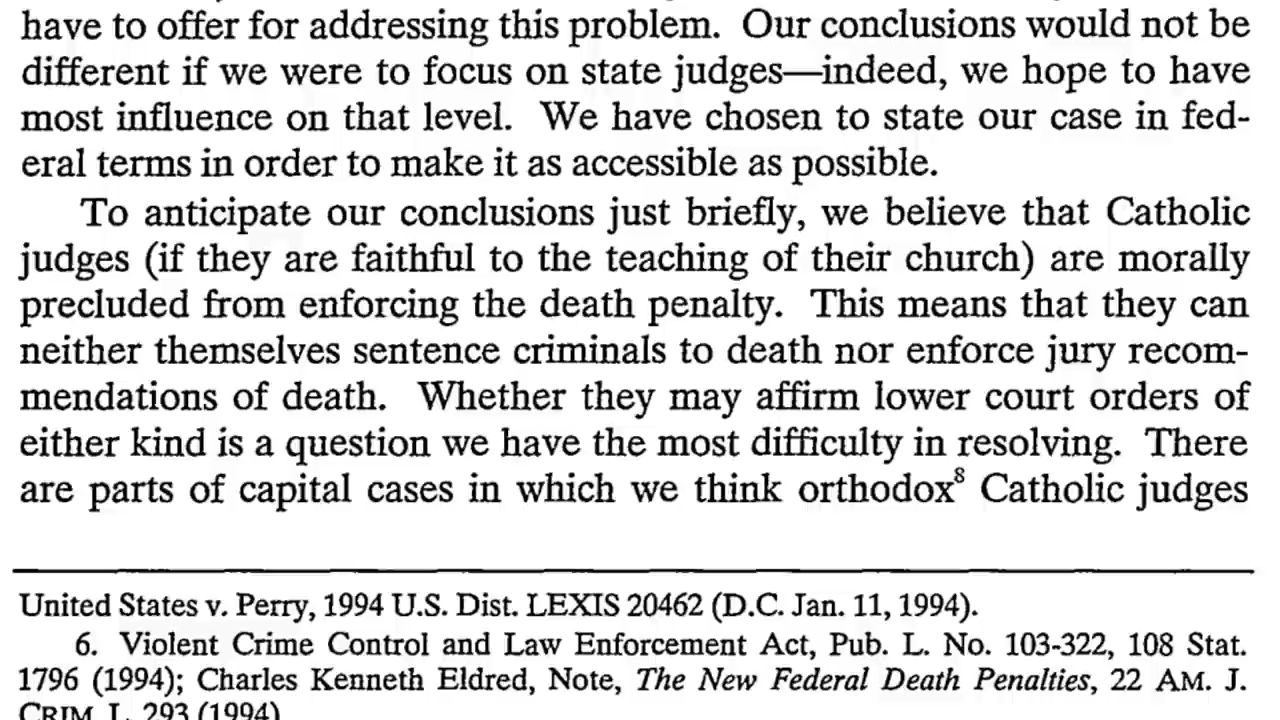 have to offer for addressing this problem. Our conclusions would not be
different if we were to focus on state judges—indeed, we hope to have
most influence on that level. We have chosen to state our case in fed-
eral terms in order to make it as accessible as possible.
To anticipate our conclusions just briefly, we believe that Catholic
judges (if they are faithful to the teaching of their church) are morally
precluded from enforcing the death penalty. This means that they can
neither themselves sentence criminals to death nor enforce jury recom-
mendations of death. Whether they may affirm lower court orders of
either kind is a question we have the most difficulty in resolving. There
are parts of capital cases in which we think orthodox⁸ Catholic judges
United States v. Perry, 1994 U.S. Dist. LEXIS 20462 (D.C. Jan. 11, 1994).
6. Violent Crime Control and Law Enforcement Act, Pub. L. No. 103-322, 108 Stat.
1796 (1994); Charles Kenneth Eldred, Note, The New Federal Death Penalties, 22 AM. J.
CRIM. L. 293 (1994)